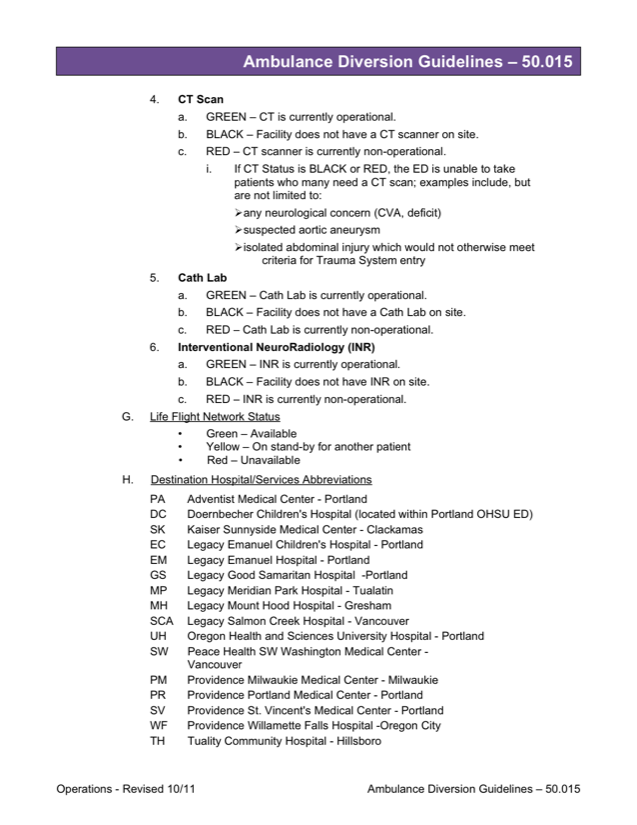 Ambulance Diversion Guidelines – 50.015
4. CT Scan
a. GREEN – CT is currently operational.
b. BLACK – Facility does not have a CT scanner on site.
c. RED – CT scanner is currently non-operational.
i. If CT Status is BLACK or RED, the ED is unable to take
patients who many need a CT scan; examples include, but
are not limited to:
➢any neurological concern (CVA, deficit)
➢suspected aortic aneurysm
➢isolated abdominal injury which would not otherwise meet
criteria for Trauma System entry
5. Cath Lab
a. GREEN – Cath Lab is currently operational.
b. BLACK – Facility does not have a Cath Lab on site.
c. RED – Cath Lab is currently non-operational.
6. Interventional NeuroRadiology (INR)
a. GREEN – INR is currently operational.
b. BLACK – Facility does not have INR on site.
c. RED – INR is currently non-operational.
G. Life Flight Network Status
• Green – Available
• Yellow – On stand-by for another patient
• Red – Unavailable
H. Destination Hospital/Services Abbreviations
PA Adventist Medical Center - Portland
DC Doernbecher Children's Hospital (located within Portland OHSU ED)
SK Kaiser Sunnyside Medical Center - Clackamas
EC Legacy Emanuel Children's Hospital - Portland
EM Legacy Emanuel Hospital - Portland
GS Legacy Good Samaritan Hospital -Portland
MP Legacy Meridian Park Hospital - Tualatin
MH Legacy Mount Hood Hospital - Gresham
SCA Legacy Salmon Creek Hospital - Vancouver
UH Oregon Health and Sciences University Hospital - Portland
SW Peace Health SW Washington Medical Center -
Vancouver
PM Providence Milwaukie Medical Center - Milwaukie
PR Providence Portland Medical Center - Portland
SV Providence St. Vincent's Medical Center - Portland
WF Providence Willamette Falls Hospital -Oregon City
TH Tuality Community Hospital - Hillsboro
Operations - Revised 10/11 Ambulance Diversion Guidelines – 50.015